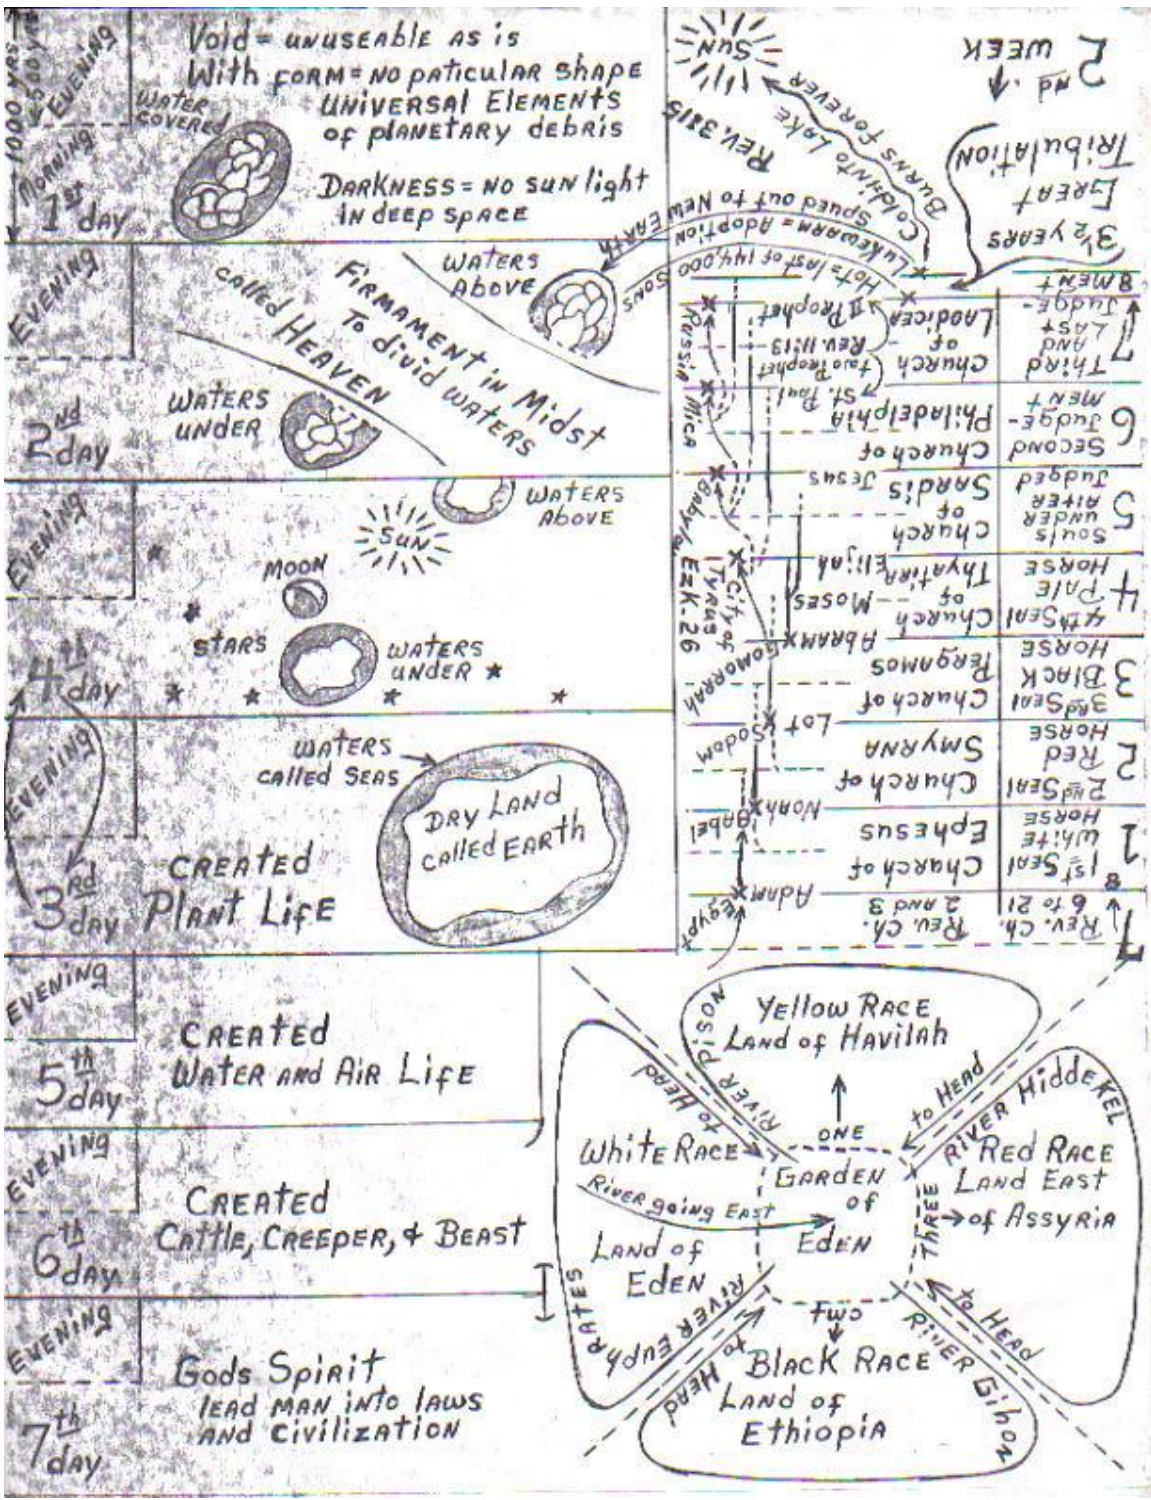 1000 YRS
500 YRS
EVENING
MORNING
1st DAY
Void = UNUSEABLE AS IS
With FORM = NO PATICULAR SHAPE
UNIVERSAL ELEMENTS
of PLANETARY debris
WATER
COVERED
DARKNESS = NO SUN light
IN deep SPACE
EVENING
2nd DAY
FIRMAMENT in Midst
To divid WATERS
called HEAVEN
WATERS
ABOVE
WATERS
UNDER
EVENING
4th DAY
WATERS
ABOVE
SUN
MOON
STARS
WATERS
UNDER
EVENING
3RD DAY
CREATED
PLANT LIFE
WATERS
CALLED SEAS
DRY LAND
called EARTH
EVENING
5th DAY
CREATED
WATER AND AIR LIFE
EVENING
6th DAY
CREATED
CATTLE, CREEPER, & BEAST
EVENING
7th DAY
Gods Spirit
LEAD MAN into LAWS
AND CIVILIZATION
7
8
Rev. Ch.
6 to 21
Rev. Ch.
2 AND 3
1
1st SEAL
White
HORSE
Church of
EPHESUS
Adam
Egypt
2
2nd SEAL
Red
HORSE
Church of
SMYRNA
Noah
BABEL
3
3rd SEAL
BLACK
HORSE
Church of
PERGAMOS
LOT
Sodom
GOMORRAH
4
4th SEAL
PALE
HORSE
Church
of
Thyatira
ABRAM
MOSES
Elijah
City of
Tyrus
EZK. 26
5
Souls
UNDER
ALTER
Judged
Church
of
SARDIS
Jesus
Babylon
6
SECOND
Judge-
MENT
Church of
Philadelphia
St. Paul
MICA
7
Third
AND
LAST
Judge-
MENT
8
Church
of
LAODICEA
two Prophet
Rev. 11:13
II Prophet
Russia
3½ YEARS
GREAT
TRIBULATION
2nd.
WEEK
Hot = last of 144,000
SONS
LUKEWARM = Adoption
Spued out to NEW EARTH
Rev. 3:15
Cold into LAKE
BURNS FOREVER
SUN
YELLOW RACE
LAND of HAVILAH
RIVER PISON
to HEAD
ONE
to HEAD
RIVER HIDDEKEL
White RACE
River going EAST
LAND of
EDEN
GARDEN
of
EDEN
THREE
RED RACE
LAND EAST
of ASSYRIA
RIVER EUPHRATES
to HEAD
TWO
to HEAD
RIVER GIHON
BLACK RACE
LAND of
Ethiopia